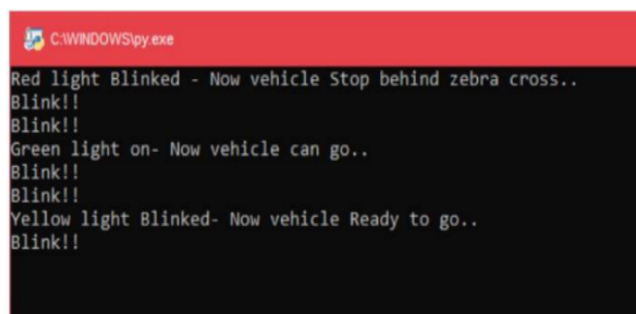 C:\WINDOWS\py.exe
Red light Blinked - Now vehicle Stop behind zebra cross..
Blink!!
Blink!!
Green light on- Now vehicle can go..
Blink!!
Blink!!
Yellow light Blinked- Now vehicle Ready to go..
Blink!!